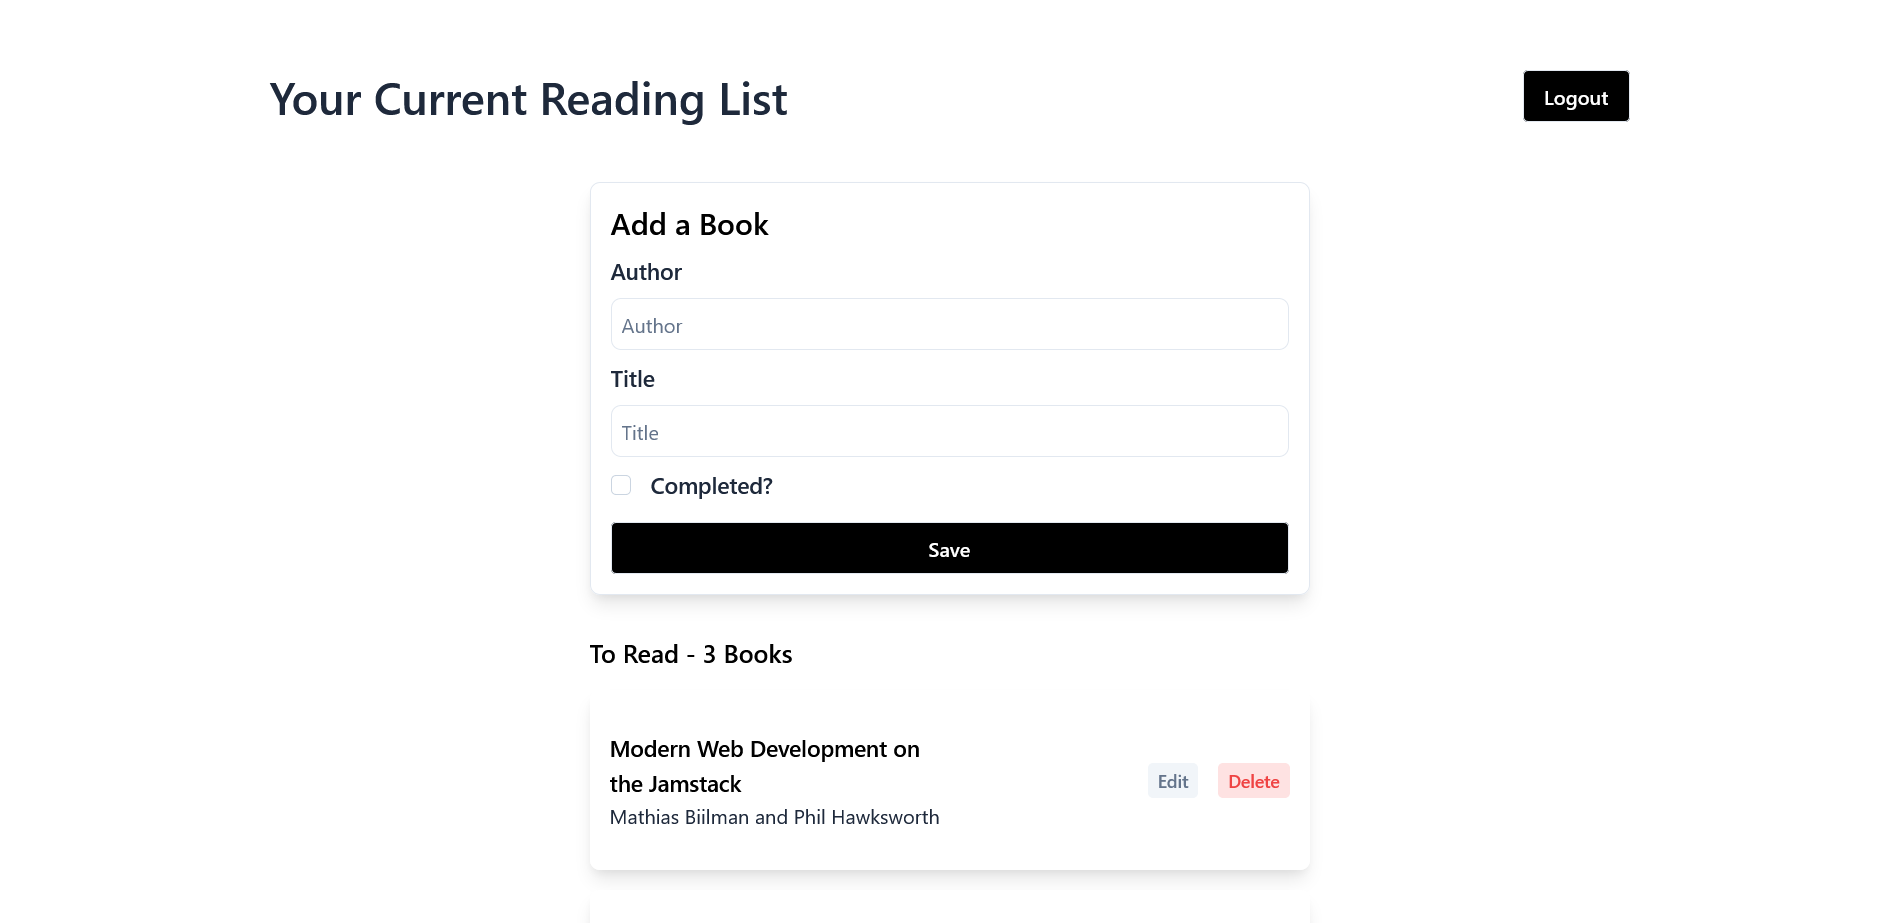 Your Current Reading List
Logout
Add a Book
Author
Author
Title
Title
Completed?
Save
To Read - 3 Books
Modern Web Development on
the Jamstack
Mathias Biilman and Phil Hawksworth
Edit
Delete